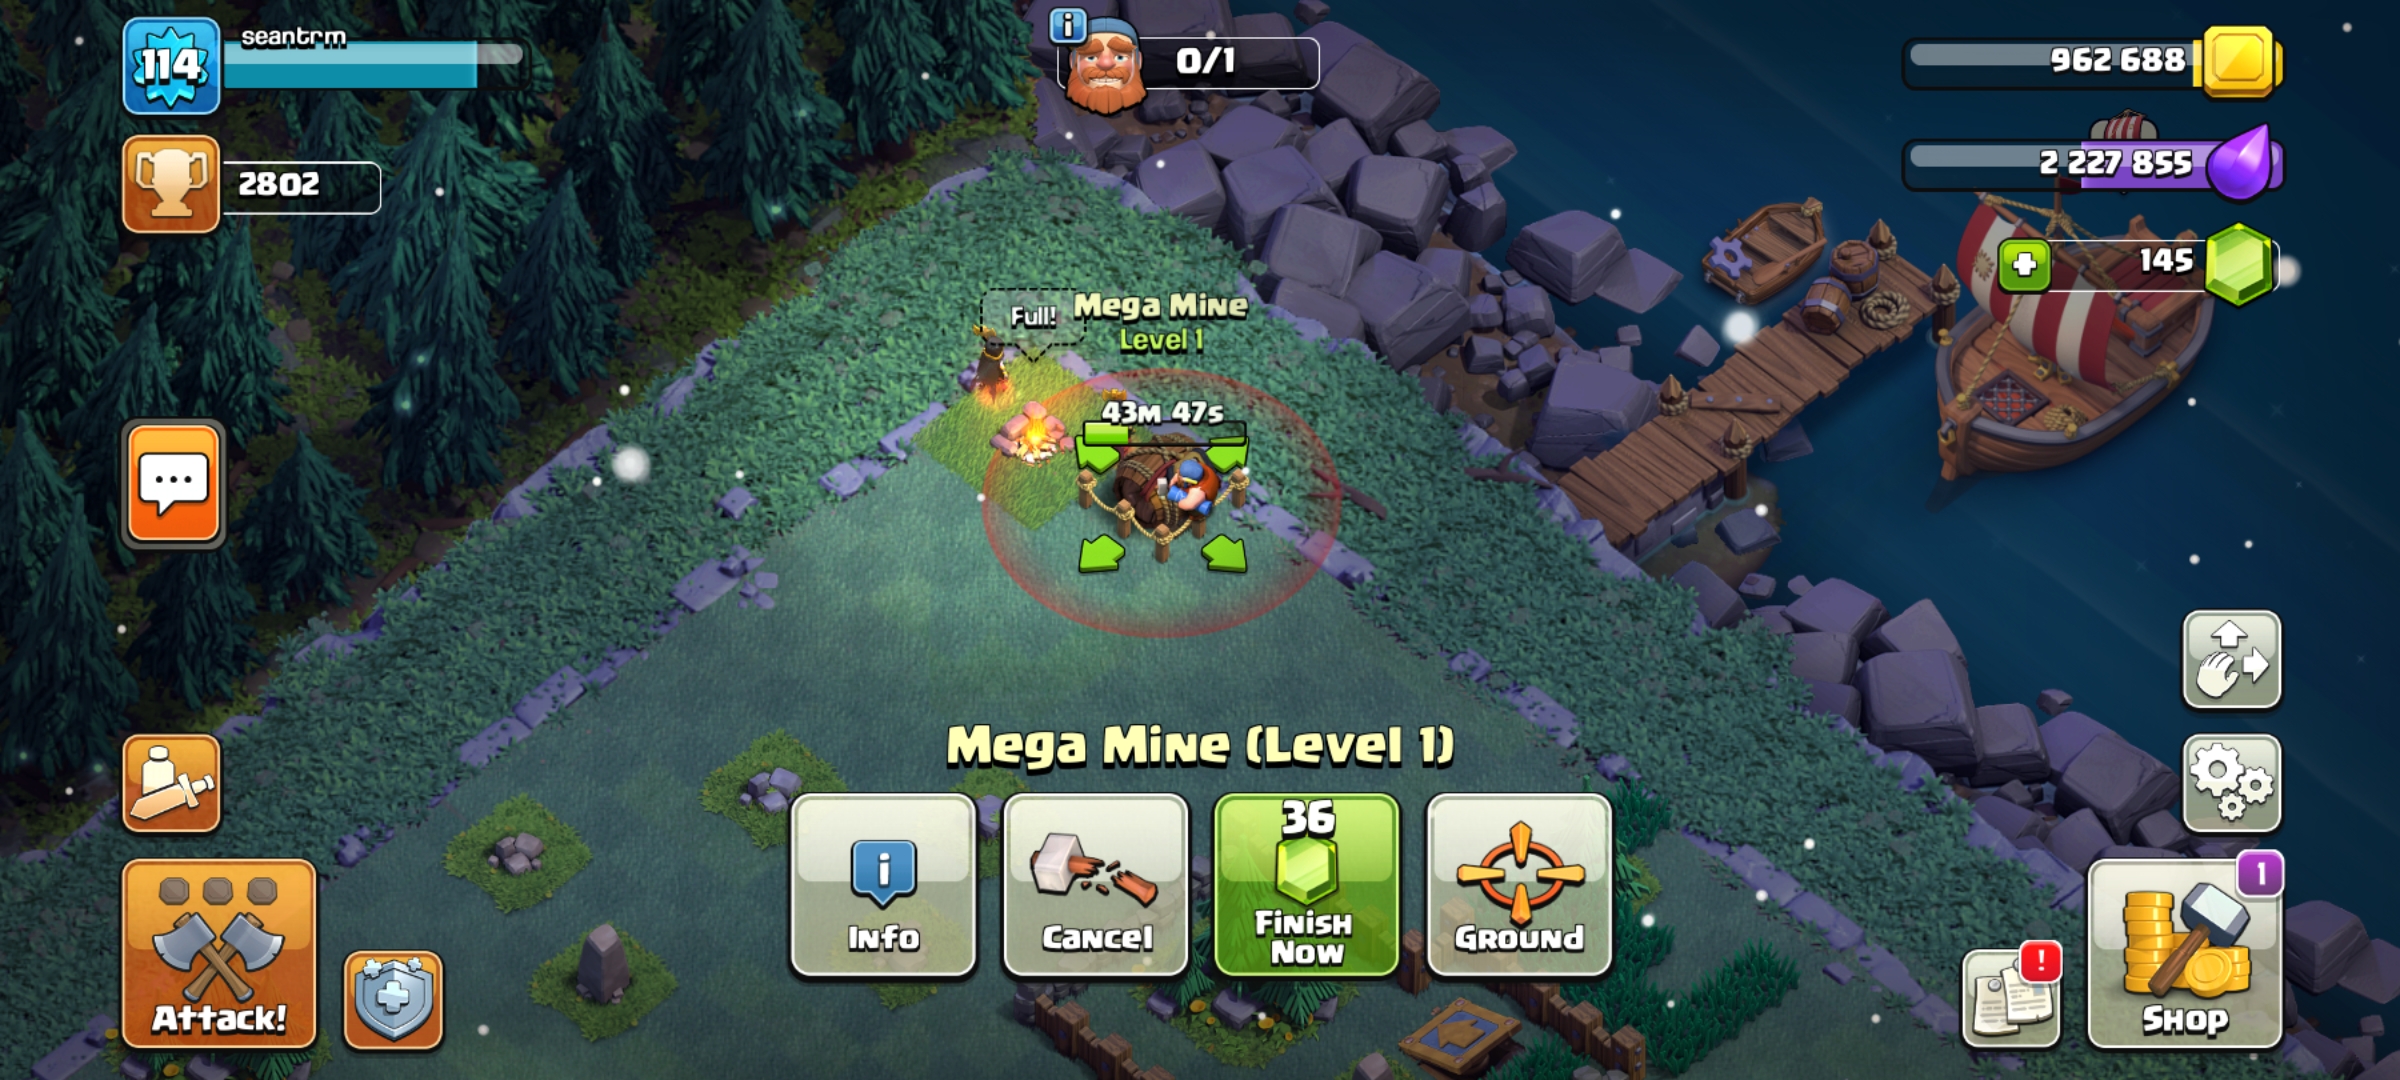 114
seantrm
0/1
962 688
2802
2 227 855
145
Full!
Mega Mine
Level 1
43M 47s
Mega Mine (Level 1)
Info
Cancel
36
Finish
Now
Ground
Attack!
!
1
Shop